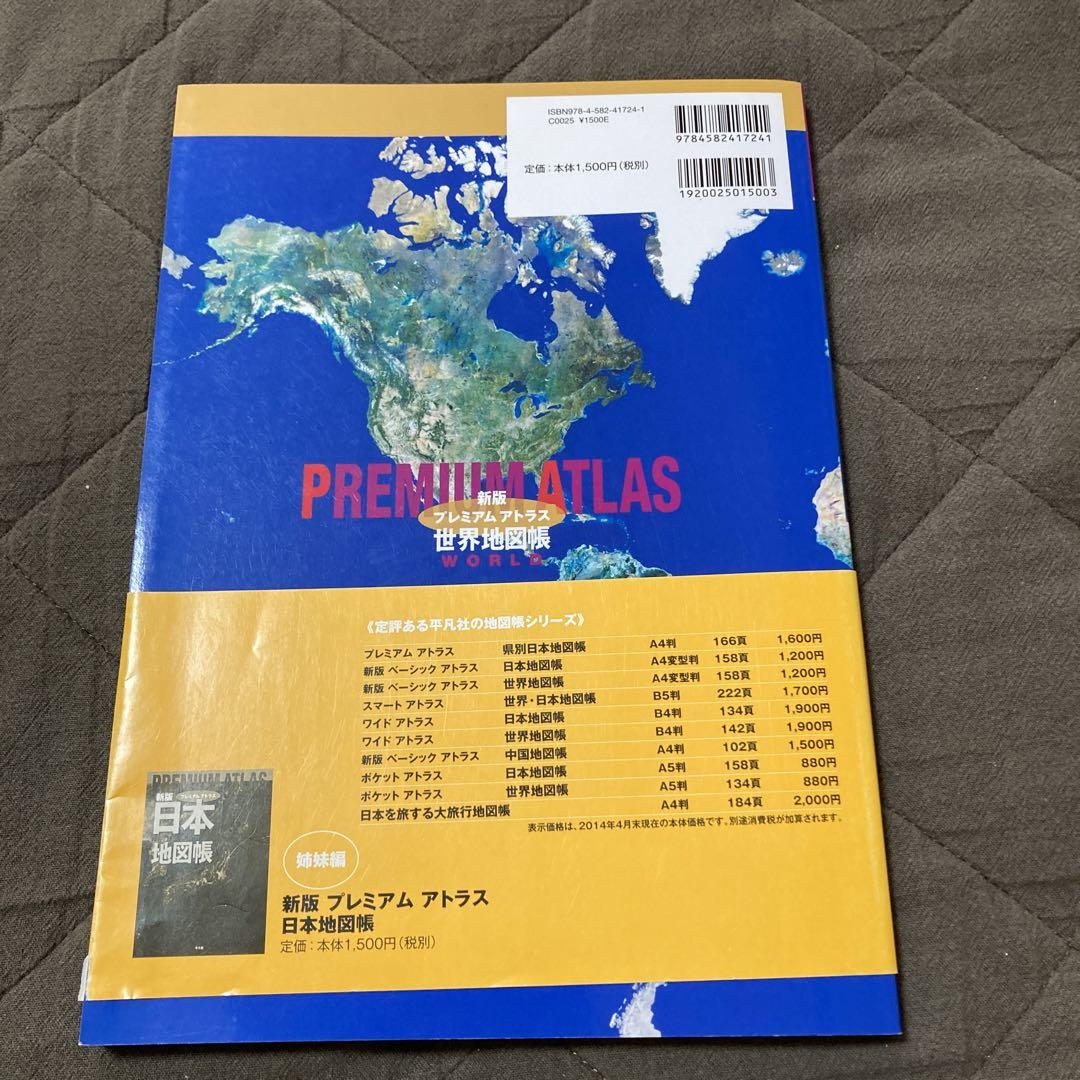 ISBN978-4-582-41724-1
C0025 ¥1500E
定価：本体1,500円（税別）
9784582417241
1920025015003
PREMIUM ATLAS
新版
プレミアム アトラス
世界地図帳
WORLD
《定評ある平凡社の地図帳シリーズ》
プレミアム アトラス 県別日本地図帳 A4判 166頁 1,600円
新版 ベーシック アトラス 日本地図帳 A4変型判 158頁 1,200円
新版 ベーシック アトラス 世界地図帳 A4変型判 158頁 1,200円
スマート アトラス 世界・日本地図帳 B5判 222頁 1,700円
ワイド アトラス 日本地図帳 B4判 134頁 1,900円
ワイド アトラス 世界地図帳 B4判 142頁 1,900円
新版 ベーシック アトラス 中国地図帳 A4判 102頁 1,500円
ポケット アトラス 日本地図帳 A5判 158頁 880円
ポケット アトラス 世界地図帳 A5判 134頁 880円
日本を旅する大旅行地図帳 A4判 184頁 2,000円
表示価格は、2014年4月末現在の本体価格です。別途消費税が加算されます。
PREMIUM ATLAS
新版 プレミアム アトラス
日本
地図帳
姉妹編
新版 プレミアム アトラス
日本地図帳
定価：本体1,500円（税別）